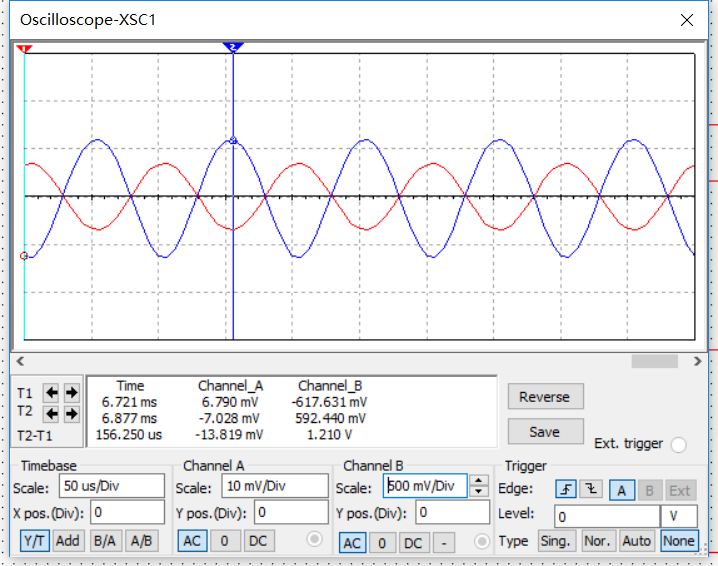 Oscilloscope-XSC1
1
2
Time Channel_A Channel_B
T1 6.721 ms 6.790 mV -617.631 mV
T2 6.877 ms -7.028 mV 592.440 mV
T2-T1 156.250 us -13.819 mV 1.210 V
Reverse
Save
Ext. trigger
Timebase
Scale: 50 us/Div
X pos.(Div): 0
Y/T Add B/A A/B
Channel A
Scale: 10 mV/Div
Y pos.(Div): 0
AC 0 DC
Channel B
Scale: 500 mV/Div
Y pos.(Div): 0
AC 0 DC -
Trigger
Edge: A B Ext
Level: 0 V
Type Sing. Nor. Auto None